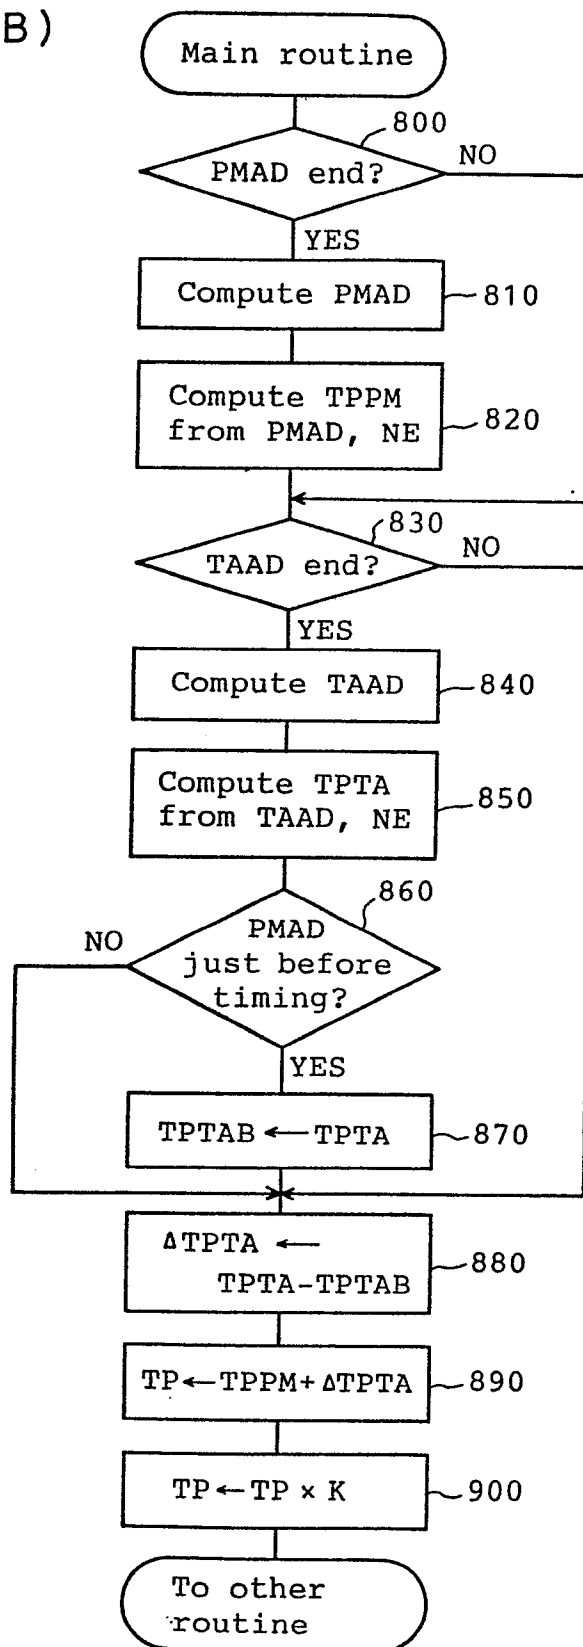 B)
Main routine
800
PMAD end?
NO
YES
Compute PMAD
810
Compute TPPM
from PMAD, NE
820
830
TAAD end?
NO
YES
Compute TAAD
840
Compute TPTA
from TAAD, NE
850
860
NO
PMAD
just before
timing?
YES
TPTAB ← TPTA
870
ΔTPTA ←
TPTA-TPTAB
880
TP←TPPM+ΔTPTA
890
TP←TP × K
900
To other
routine